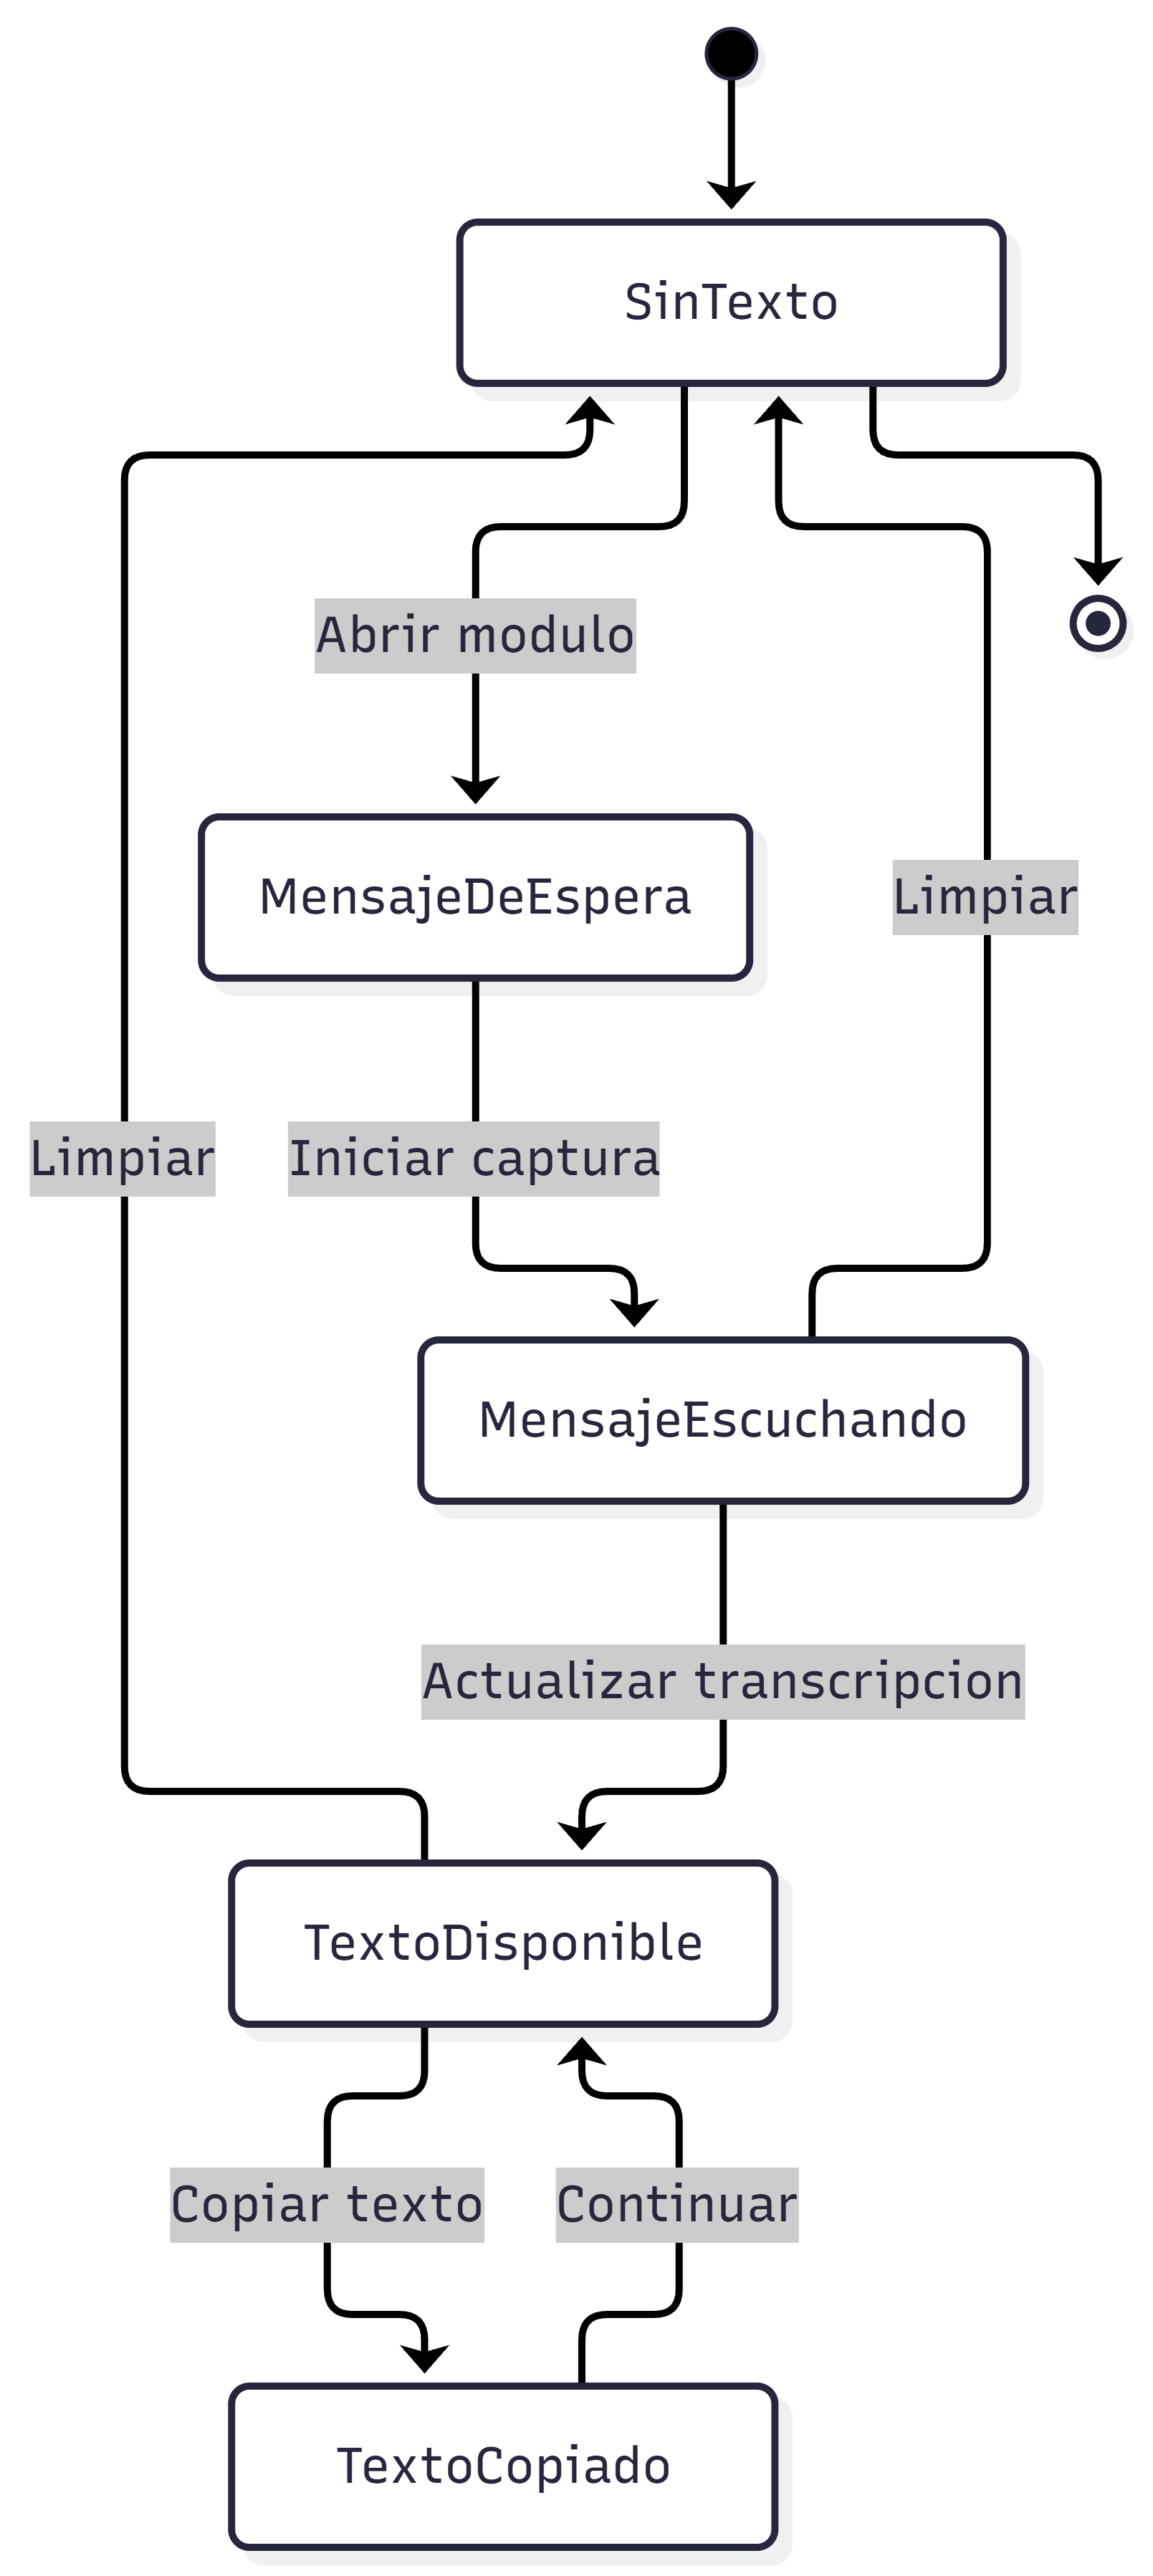 SinTexto
Abrir modulo
MensajeDeEspera
Limpiar
Limpiar
Iniciar captura
MensajeEscuchando
Actualizar transcripcion
TextoDisponible
Copiar texto
Continuar
TextoCopiado